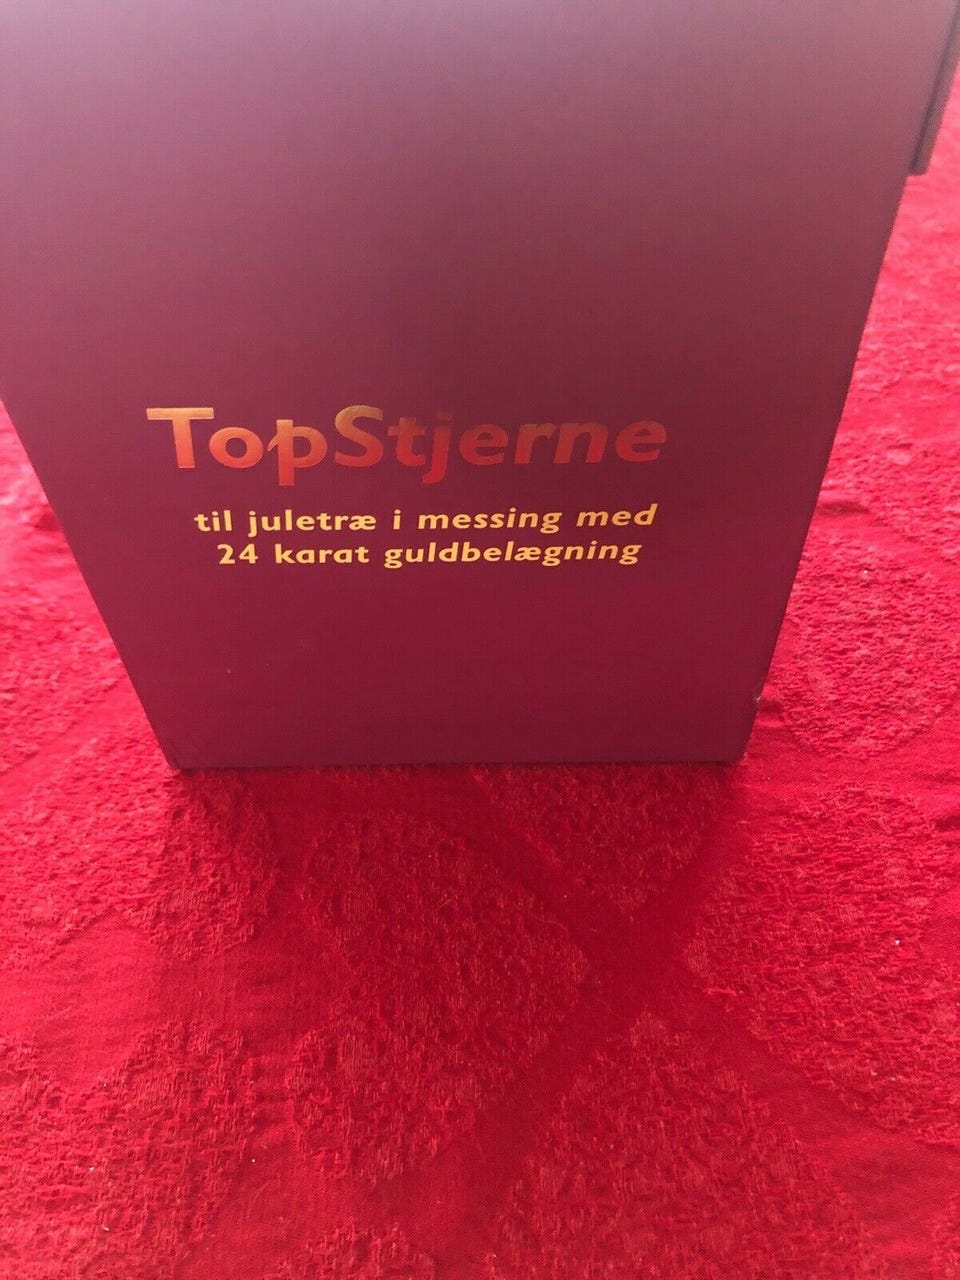 TopStjerne
til juletræ i messing med
24 karat guldbelægning